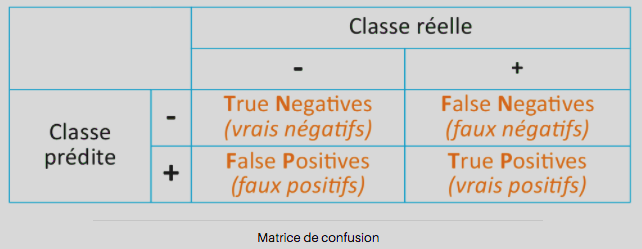 Classe réelle
-
+
Classe
prédite
-
True Negatives
(vrais négatifs)
False Negatives
(faux négatifs)
+
False Positives
(faux positifs)
True Positives
(vrais positifs)
Matrice de confusion